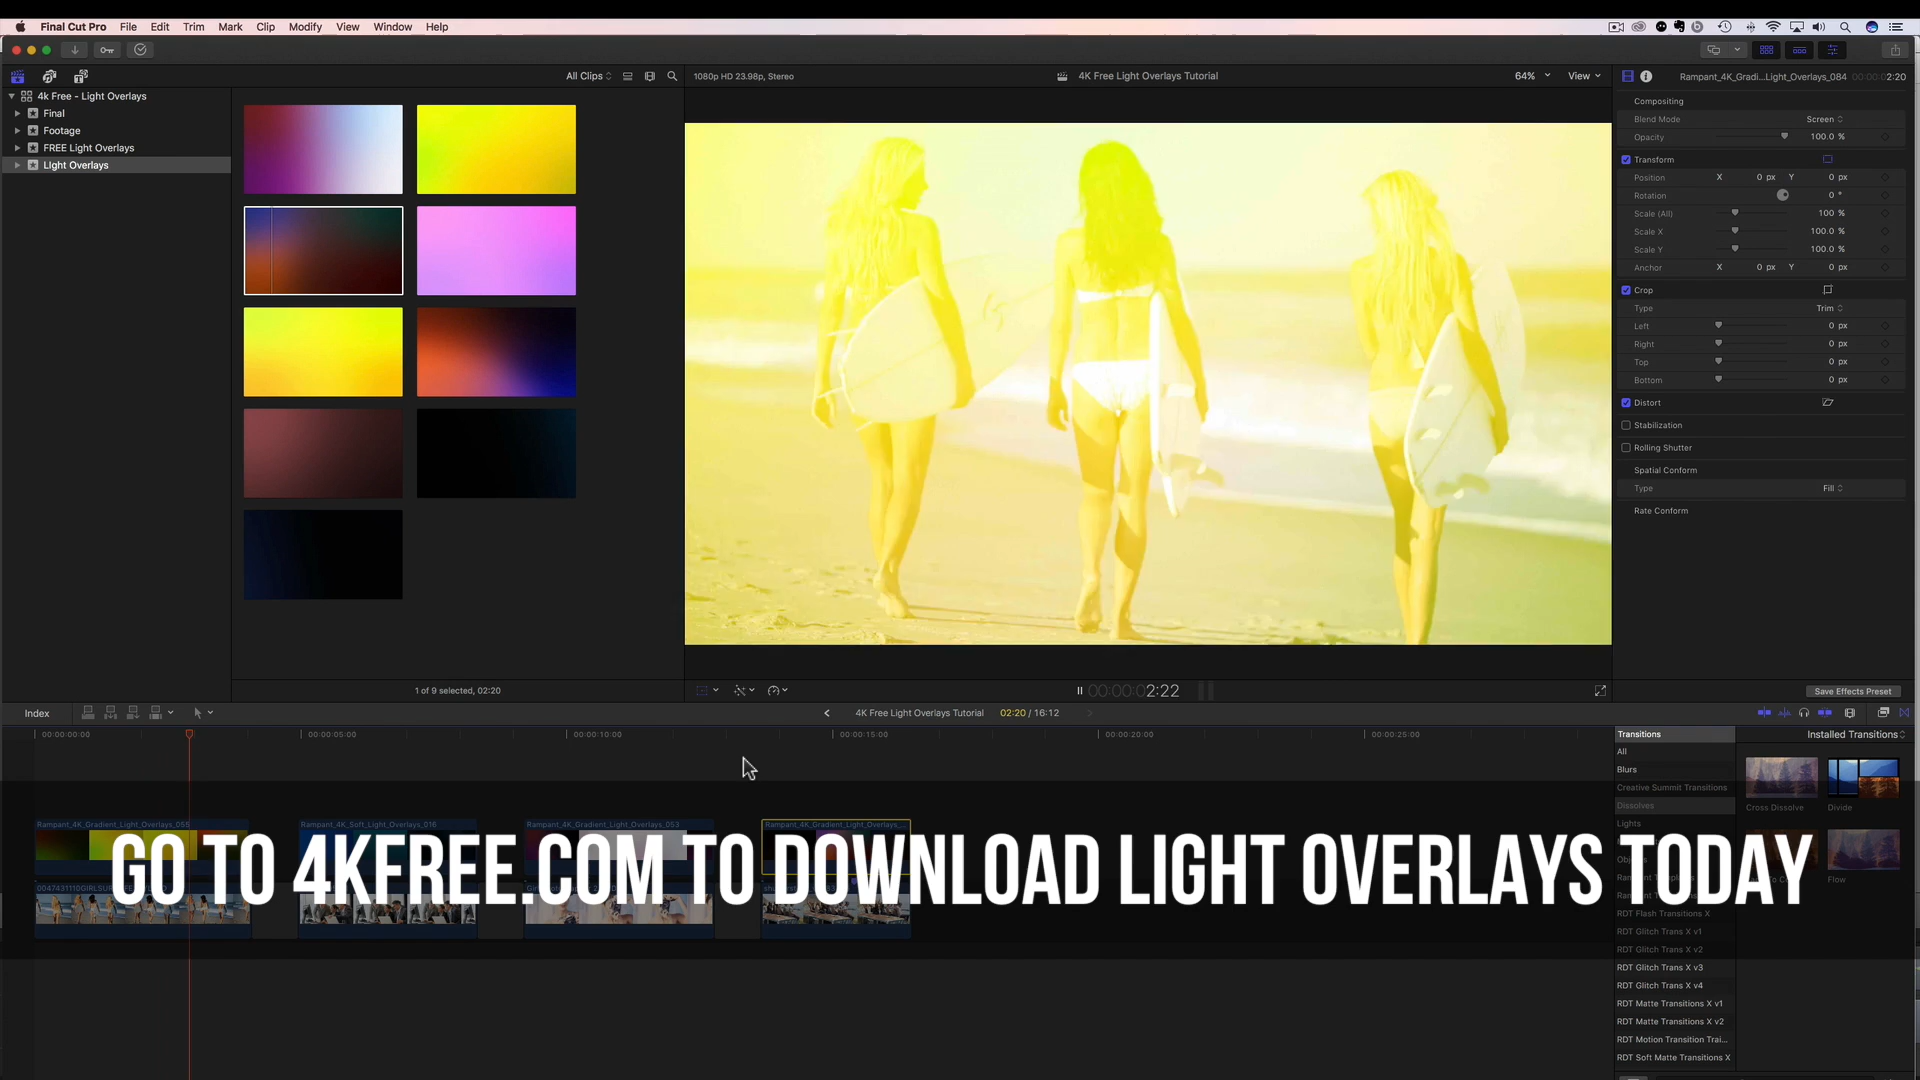 Final Cut Pro File Edit Trim Mark Clip Modify View Window Help
All Clips
1080p HD 23.98p, Stereo
4K Free Light Overlays Tutorial
64%
View
Rampant_4K_Gradi...Light_Overlays_084
2:20
4k Free - Light Overlays
Final
Footage
FREE Light Overlays
LIght Overlays
Compositing
Blend Mode Screen
Opacity 100.0 %
Transform
Position X 0 px Y 0 px
Rotation 0 °
Scale (All) 100 %
Scale X 100.0 %
Scale Y 100.0 %
Anchor X 0 px Y 0 px
Crop
Type Trim
Left 0 px
Right 0 px
Top 0 px
Bottom 0 px
Distort
Stabilization
Rolling Shutter
Spatial Conform
Type Fill
Rate Conform
1 of 9 selected, 02:20
00:00:00:02:22
Save Effects Preset
Index
4K Free Light Overlays Tutorial 02:20 / 16:12
00:00:00:00 00:00:05:00 00:00:10:00 00:00:15:00 00:00:20:00 00:00:25:00
Transitions
Installed Transitions
All
Blurs
Creative Summit Transitions
Dissolves
Lights
Cross Dissolve
Divide
Flow
Rampant_4K_Gradient_Light_Overlays_055
Rampant_4K_Soft_Light_Overlays_016
Rampant_4K_Gradient_Light_Overlays_053
Rampant_4K_Gradient_Light_Overlays_...
GO TO 4KFREE.COM TO DOWNLOAD LIGHT OVERLAYS TODAY
RDT Flash Transitions X
RDT Glitch Trans X v1
RDT Glitch Trans X v2
RDT Glitch Trans X v3
RDT Glitch Trans X v4
RDT Matte Transitions X v1
RDT Matte Transitions X v2
RDT Motion Transition Trai...
RDT Soft Matte Transitions X